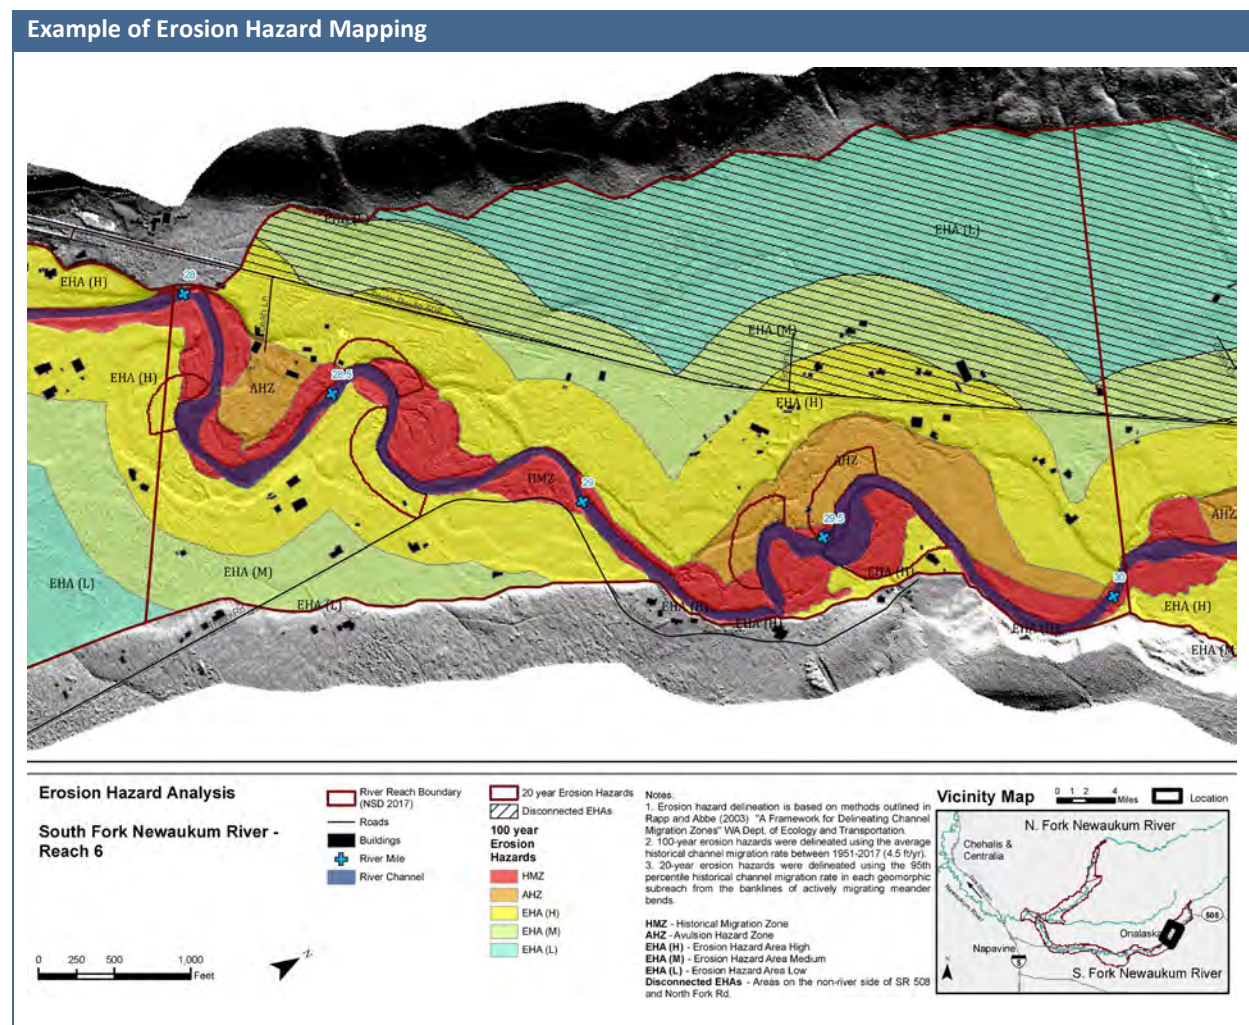 Example of Erosion Hazard Mapping
EHA (L)
EHA (L)
28
EHA (H)
State Route 508
EHA (M)
28.5
EHA (H)
AHZ
EHA (H)
AHZ
HMZ
29
29.5
AHZ
EHA (L)
EHA (M)
EHA (H)
30
EHA (L)
EHA (H)
EHA (H)
EHA (H)
EHA (H)
EHA (M
Rd
Erosion Hazard Analysis
South Fork Newaukum River -
Reach 6
0 250 500 1,000
Feet
N
River Reach Boundary
(NSD 2017)
Roads
Buildings
River Mile
River Channel
20 year Erosion Hazards
Disconnected EHAs
100 year
Erosion
Hazards
HMZ
AHZ
EHA (H)
EHA (M)
EHA (L)
Notes:
1. Erosion hazard delineation is based on methods outlined in
Rapp and Abbe (2003) "A Framework for Delineating Channel
Migration Zones" WA Dept. of Ecology and Transportation.
2. 100-year erosion hazards were delineated using the average
historical channel migration rate between 1951-2017 (4.5 ft/yr).
3. 20-year erosion hazards were delineated using the 95th
percentile historical channel migration rate in each geomorphic
subreach from the banklines of actively migrating meander
bends.
HMZ - Historical Migration Zone
AHZ - Avulsion Hazard Zone
EHA (H) - Erosion Hazard Area High
EHA (M) - Erosion Hazard Area Medium
EHA (L) - Erosion Hazard Area Low
Disconnected EHAs - Areas on the non-river side of SR 508
and North Fork Rd.
Vicinity Map
0 1 2 4
Miles
Location
N. Fork Newaukum River
Chehalis &
Centralia
Newaukum River
508
Onalaska
Napavine
5
S. Fork Newaukum River
N